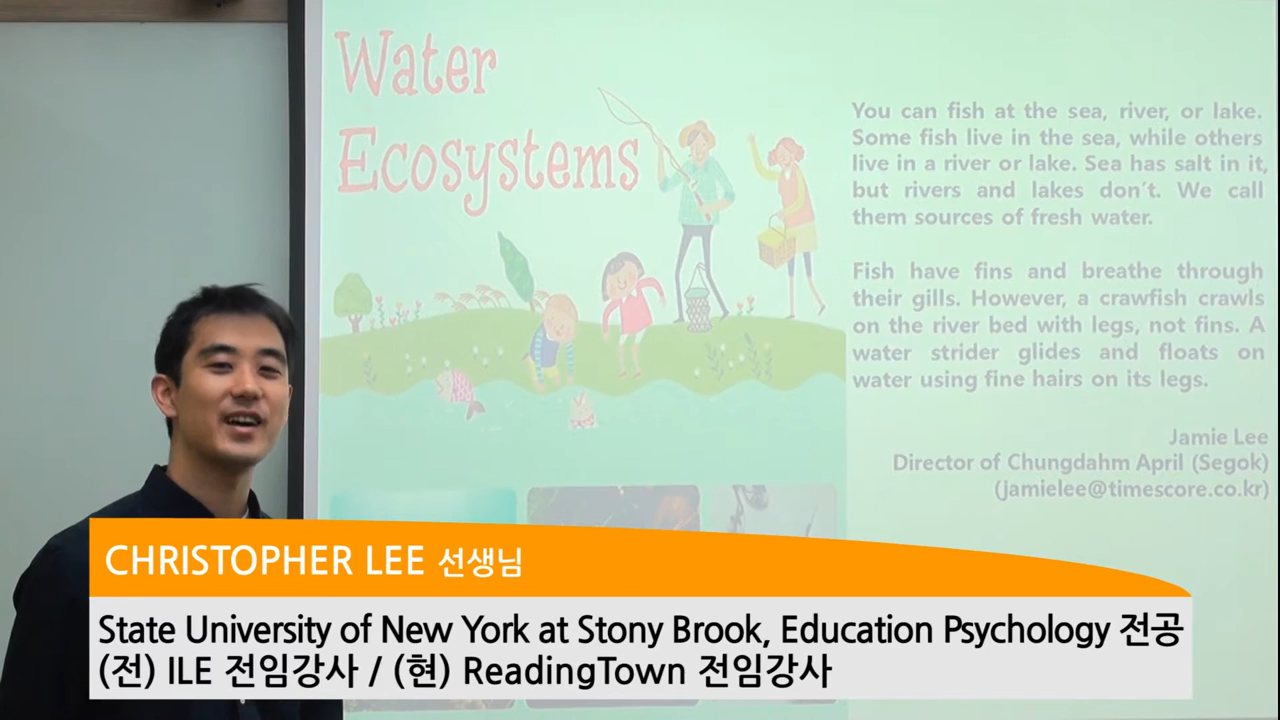 Water
Ecosystems
You can fish at the sea, river, or lake.
Some fish live in the sea, while others
live in a river or lake. Sea has salt in it,
but rivers and lakes don't. We call
them sources of fresh water.
Fish have fins and breathe through
their gills. However, a crawfish crawls
on the river bed with legs, not fins. A
water strider glides and floats on
water using fine hairs on its legs.
Jamie Lee
Director of Chungdahm April (Segok)
(jamielee@timescore.co.kr)
CHRISTOPHER LEE 선생님
State University of New York at Stony Brook, Education Psychology 전공
(전) ILE 전임강사 / (현) ReadingTown 전임강사